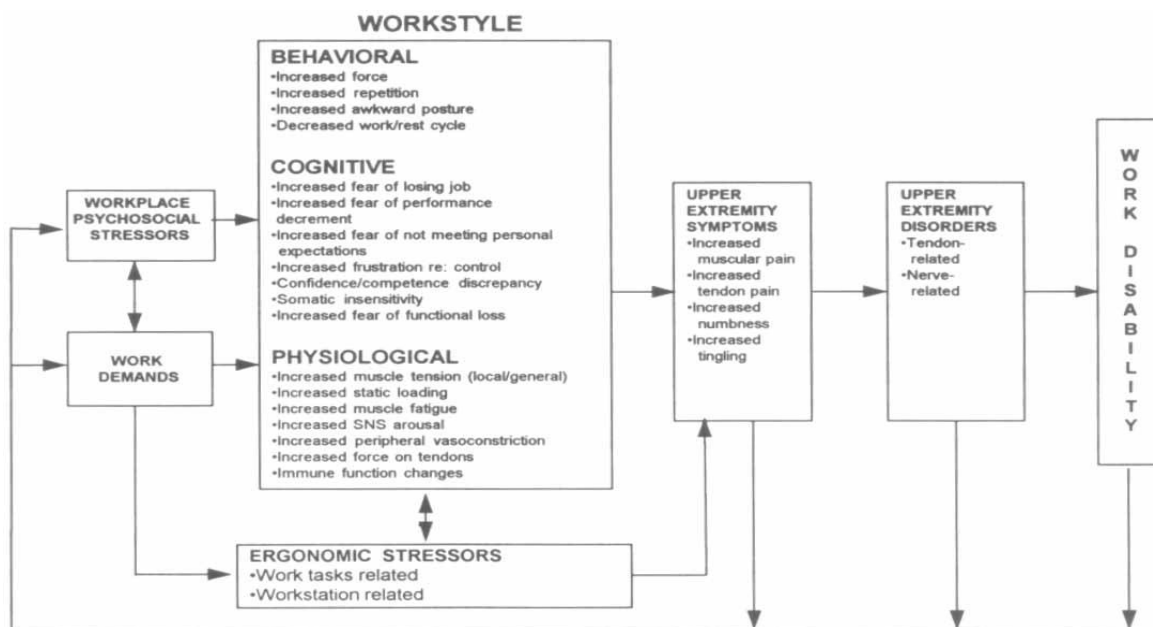 WORKSTYLE
BEHAVIORAL
•Increased force
•Increased repetition
•Increased awkward posture
•Decreased work/rest cycle
COGNITIVE
•Increased fear of losing job
•Increased fear of performance
decrement
•Increased fear of not meeting personal
expectations
•Increased frustration re: control
•Confidence/competence discrepancy
•Somatic insensitivity
•Increased fear of functional loss
PHYSIOLOGICAL
•Increased muscle tension (local/general)
•Increased static loading
•Increased muscle fatigue
•Increased SNS arousal
•Increased peripheral vasoconstriction
•Increased force on tendons
•Immune function changes
WORKPLACE
PSYCHOSOCIAL
STRESSORS
WORK
DEMANDS
ERGONOMIC STRESSORS
•Work tasks related
•Workstation related
UPPER
EXTREMITY
SYMPTOMS
•Increased
muscular pain
•Increased
tendon pain
•Increased
numbness
•Increased
tingling
UPPER
EXTREMITY
DISORDERS
•Tendon-
related
•Nerve-
related
WORK DISABILITY